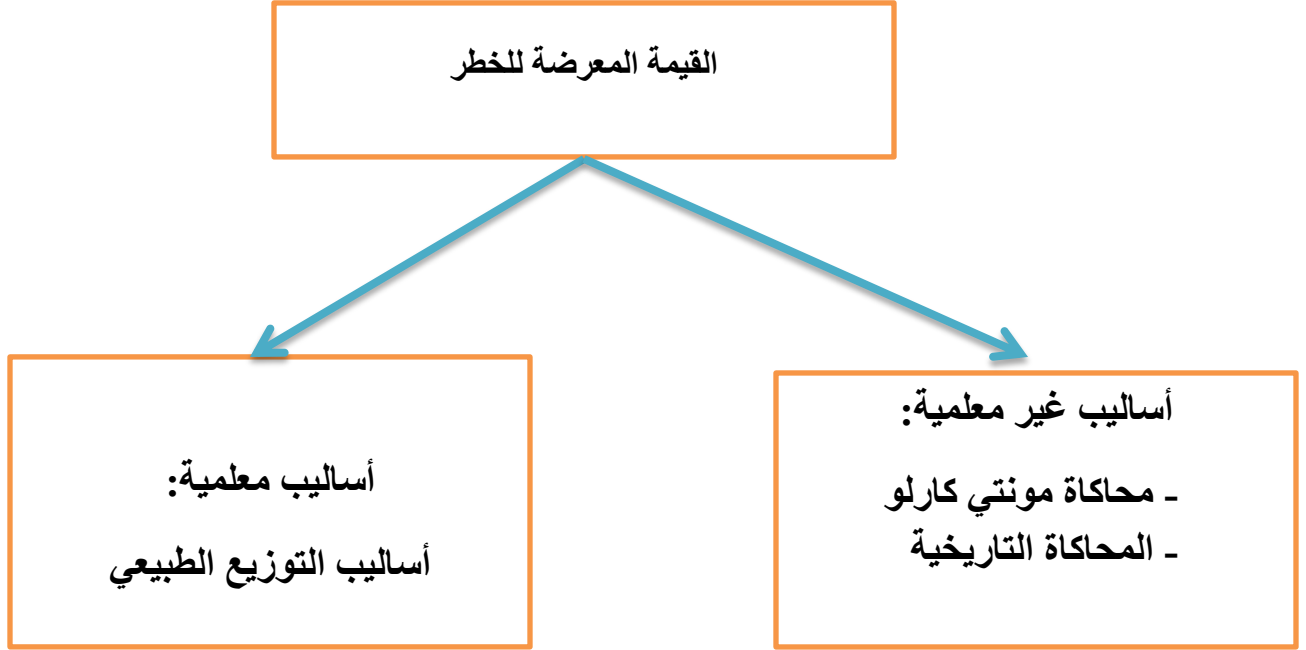 القيمة المعرضة للخطر
أساليب غير معلمية:
- محاكاة مونتي كارلو
- المحاكاة التاريخية
أساليب معلمية:
أساليب التوزيع الطبيعي